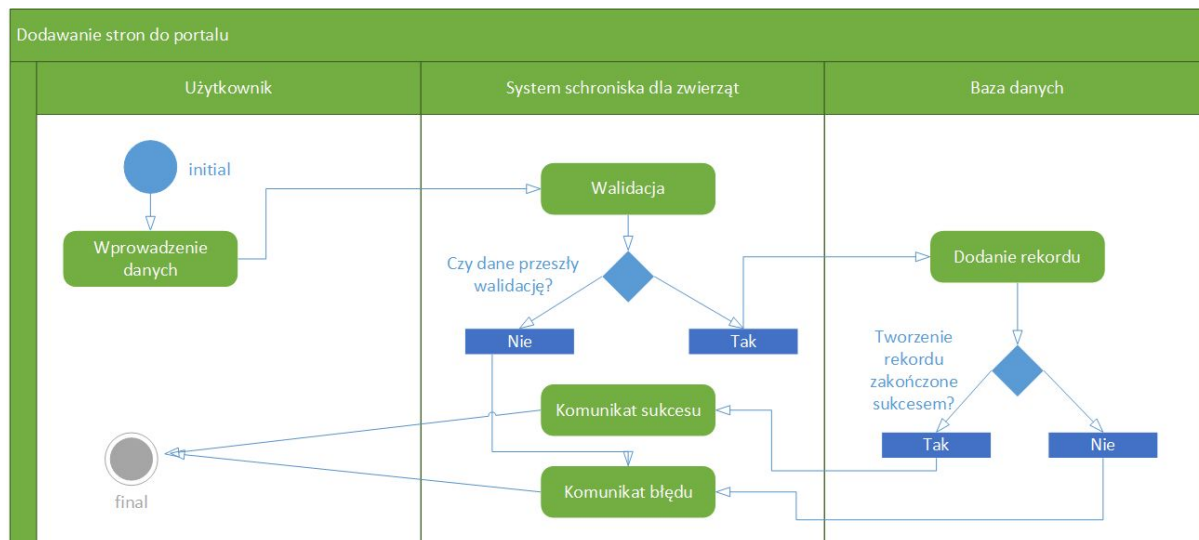 Dodawanie stron do portalu
Użytkownik
System schroniska dla zwierząt
Baza danych
initial
Wprowadzenie
danych
Walidacja
Czy dane przeszły
walidację?
Nie
Tak
Dodanie rekordu
Tworzenie
rekordu
zakończone
sukcesem?
Tak
Nie
Komunikat sukcesu
Komunikat błędu
final